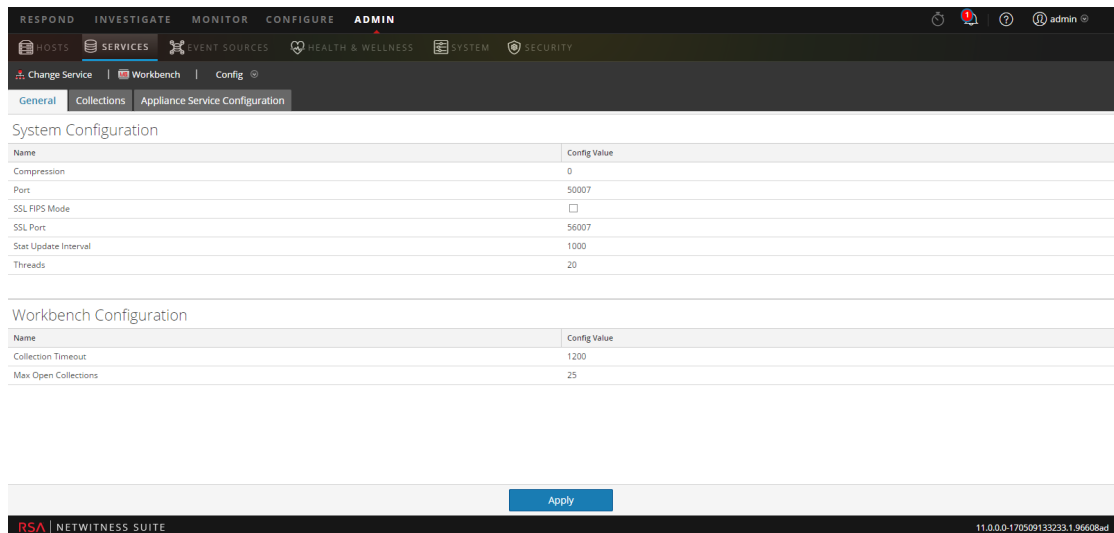 RESPOND INVESTIGATE MONITOR CONFIGURE ADMIN 1 ? admin
HOSTS SERVICES EVENT SOURCES HEALTH & WELLNESS SYSTEM SECURITY
Change Service | WB Workbench | Config
General Collections Appliance Service Configuration
System Configuration
Name Config Value
Compression 0
Port 50007
SSL FIPS Mode
SSL Port 56007
Stat Update Interval 1000
Threads 20
Workbench Configuration
Name Config Value
Collection Timeout 1200
Max Open Collections 25
Apply
RSA | NETWITNESS SUITE 11.0.0.0-170509133233.1.96608ad